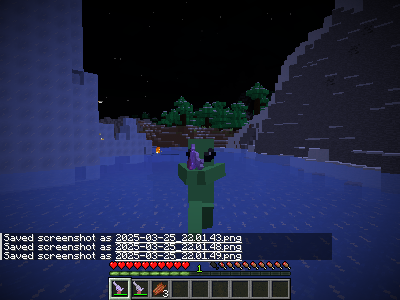 Saved screenshot as 2025-03-25_22.01.43.png
Saved screenshot as 2025-03-25_22.01.48.png
Saved screenshot as 2025-03-25_22.01.49.png
1
3